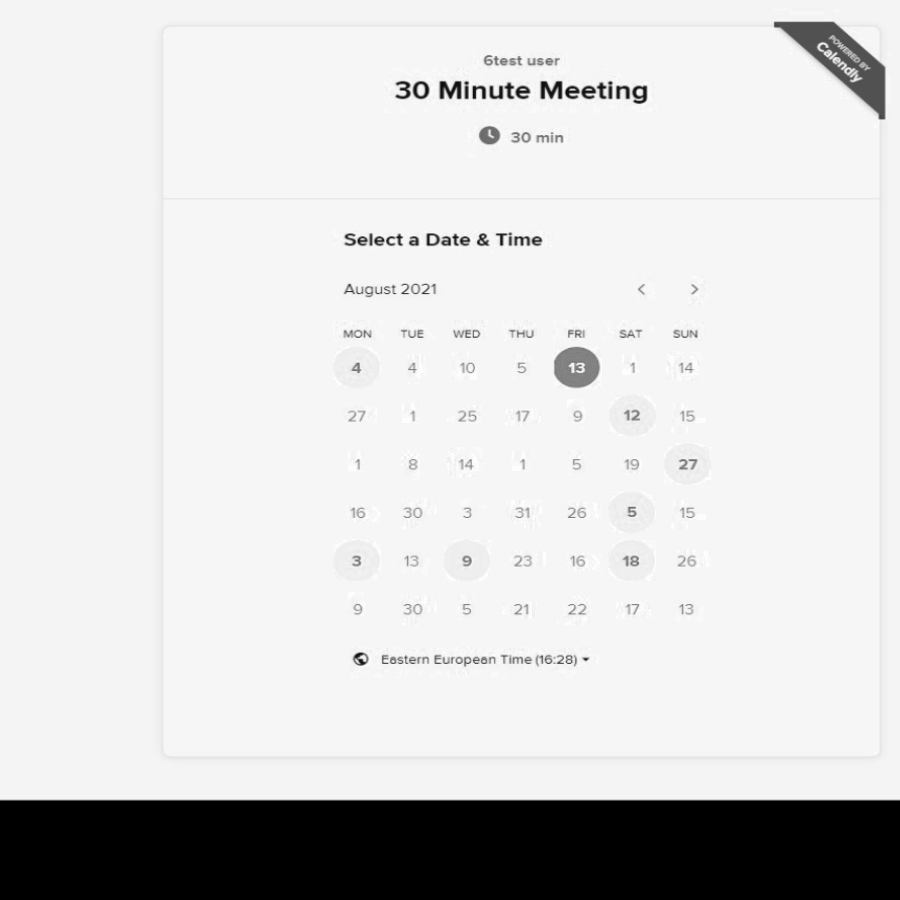 POWERED BY
Calendly
6test user
30 Minute Meeting
30 min
Select a Date & Time
August 2021
MON TUE WED THU FRI SAT SUN
4 4 10 5 13 1 14
27 1 25 17 9 12 15
1 8 14 1 5 19 27
16 30 3 31 26 5 15
3 13 9 23 16 18 26
9 30 5 21 22 17 13
Eastern European Time (16:28)